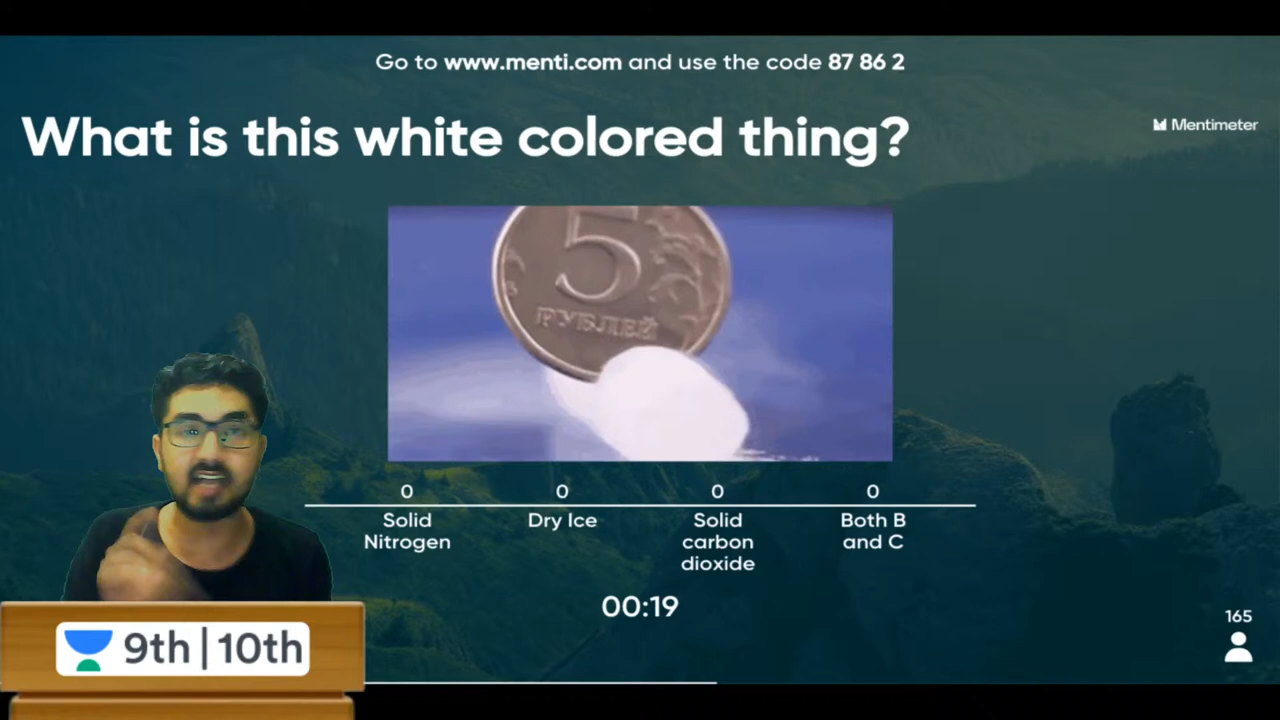 Go to www.menti.com and use the code 87 86 2
What is this white colored thing?
Mentimeter
5
РУБЛЕЙ
0
0
0
0
Solid
Nitrogen
Dry Ice
Solid
carbon
dioxide
Both B
and C
00:19
165
9th | 10th